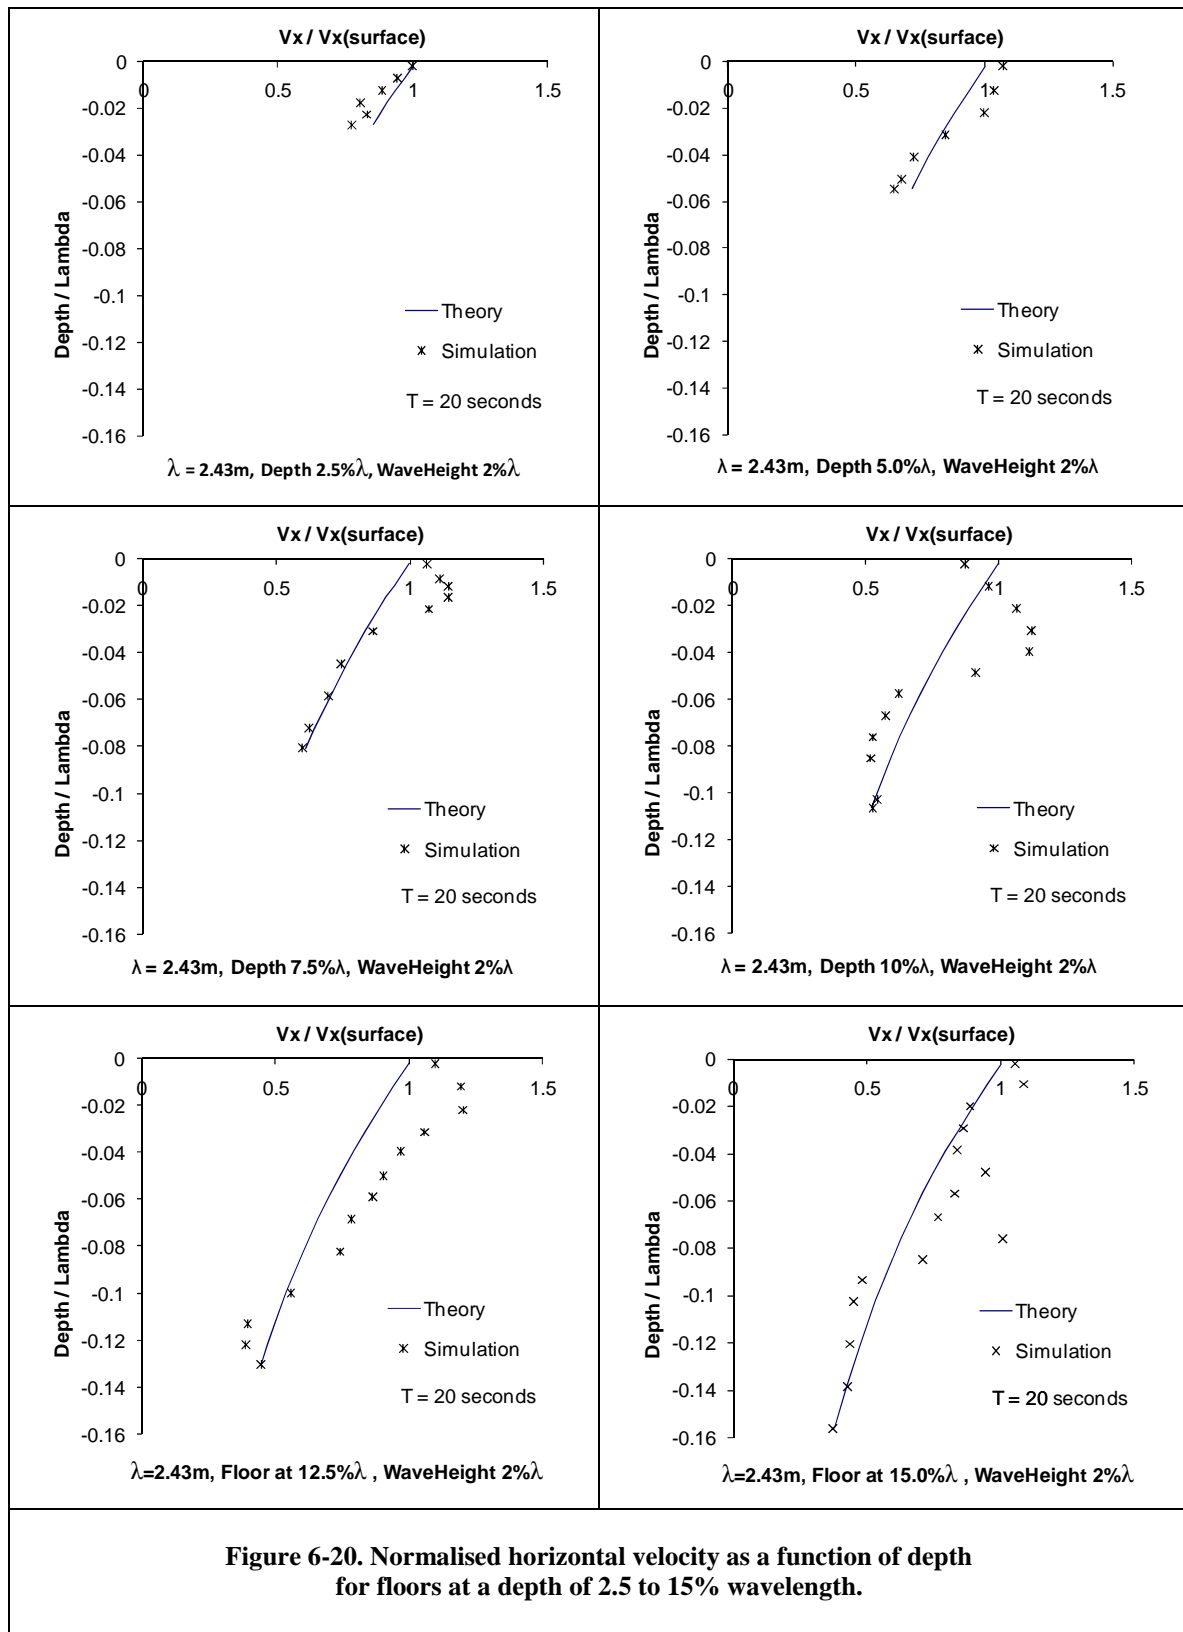 Vx / Vx(surface)
0
0 0.5 1 1.5
-0.02
-0.04
-0.06
-0.08
-0.1
-0.12
-0.14
-0.16
Depth / Lambda
Theory
Simulation
T = 20 seconds
λ = 2.43m, Depth 2.5%λ, WaveHeight 2%λ
Vx / Vx(surface)
0
0 0.5 1 1.5
-0.02
-0.04
-0.06
-0.08
-0.1
-0.12
-0.14
-0.16
Depth / Lambda
Theory
Simulation
T = 20 seconds
λ = 2.43m, Depth 5.0%λ, WaveHeight 2%λ
Vx / Vx(surface)
0
0 0.5 1 1.5
-0.02
-0.04
-0.06
-0.08
-0.1
-0.12
-0.14
-0.16
Depth / Lambda
Theory
Simulation
T = 20 seconds
λ = 2.43m, Depth 7.5%λ, WaveHeight 2%λ
Vx / Vx(surface)
0
0 0.5 1 1.5
-0.02
-0.04
-0.06
-0.08
-0.1
-0.12
-0.14
-0.16
Depth / Lambda
Theory
Simulation
T = 20 seconds
λ = 2.43m, Depth 10%λ, WaveHeight 2%λ
Vx / Vx(surface)
0
0 0.5 1 1.5
-0.02
-0.04
-0.06
-0.08
-0.1
-0.12
-0.14
-0.16
Depth / Lambda
Theory
Simulation
T = 20 seconds
λ=2.43m, Floor at 12.5%λ , WaveHeight 2%λ
Vx / Vx(surface)
0
0 0.5 1 1.5
-0.02
-0.04
-0.06
-0.08
-0.1
-0.12
-0.14
-0.16
Depth / Lambda
Theory
Simulation
T = 20 seconds
λ=2.43m, Floor at 15.0%λ , WaveHeight 2%λ
Figure 6-20. Normalised horizontal velocity as a function of depth
for floors at a depth of 2.5 to 15% wavelength.